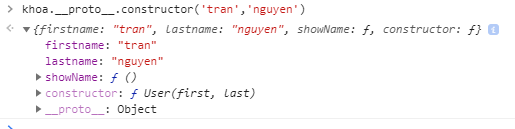 > khoa.__proto__.constructor('tran','nguyen')
<· ▼{firstname: "tran", lastname: "nguyen", showName: ƒ, constructor: ƒ} i
firstname: "tran"
lastname: "nguyen"
▶ showName: ƒ ()
▶ constructor: ƒ User(first, last)
▶ __proto__: Object
>